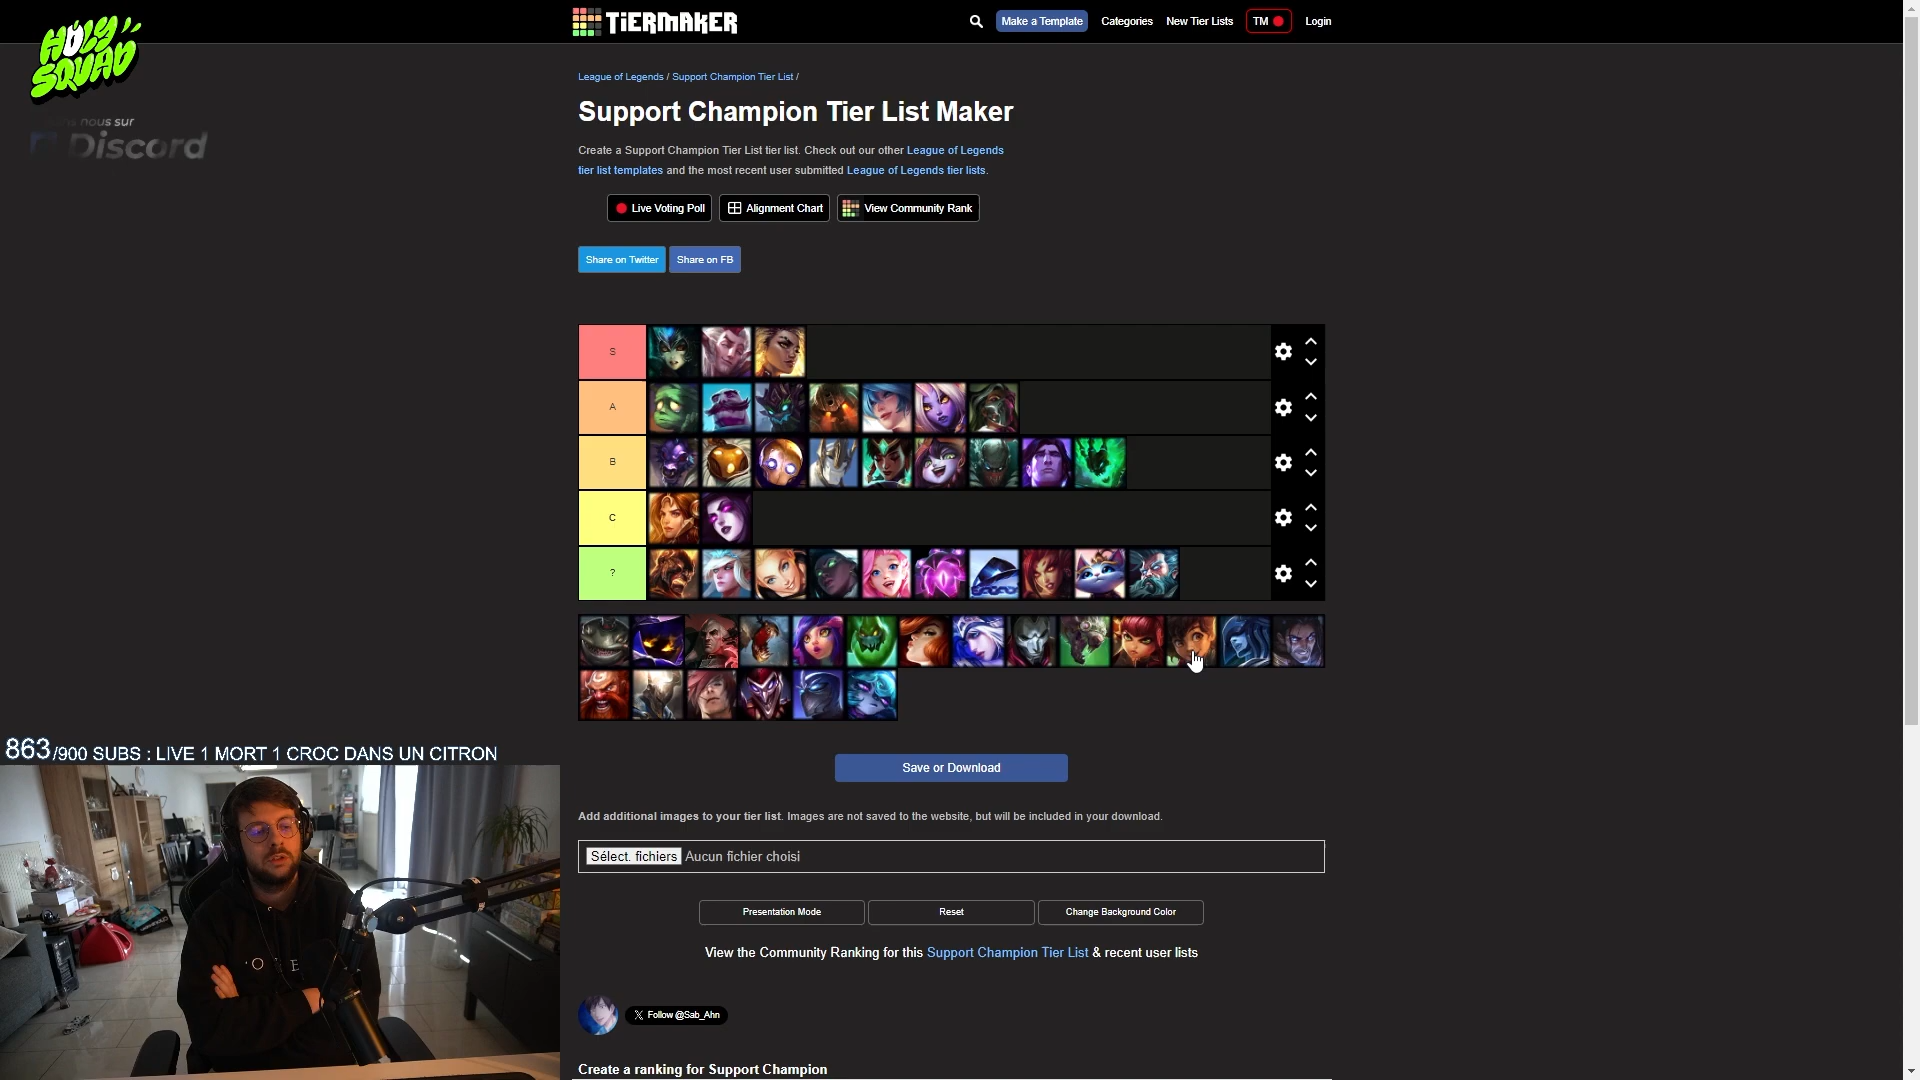 HOLY
SQUAD
nous sur
Discord
TiERMAKER
Make a Template
Categories
New Tier Lists
TM
Login
League of Legends / Support Champion Tier List /
Support Champion Tier List Maker
Create a Support Champion Tier List tier list. Check out our other League of Legends
tier list templates and the most recent user submitted League of Legends tier lists.
Live Voting Poll
Alignment Chart
View Community Rank
Share on Twitter
Share on FB
S
A
B
C
?
863/900 SUBS : LIVE 1 MORT 1 CROC DANS UN CITRON
Save or Download
Add additional images to your tier list. Images are not saved to the website, but will be included in your download.
Sélect. fichiers Aucun fichier choisi
Presentation Mode
Reset
Change Background Color
View the Community Ranking for this Support Champion Tier List & recent user lists
X Follow @Sab_Ahn
Create a ranking for Support Champion